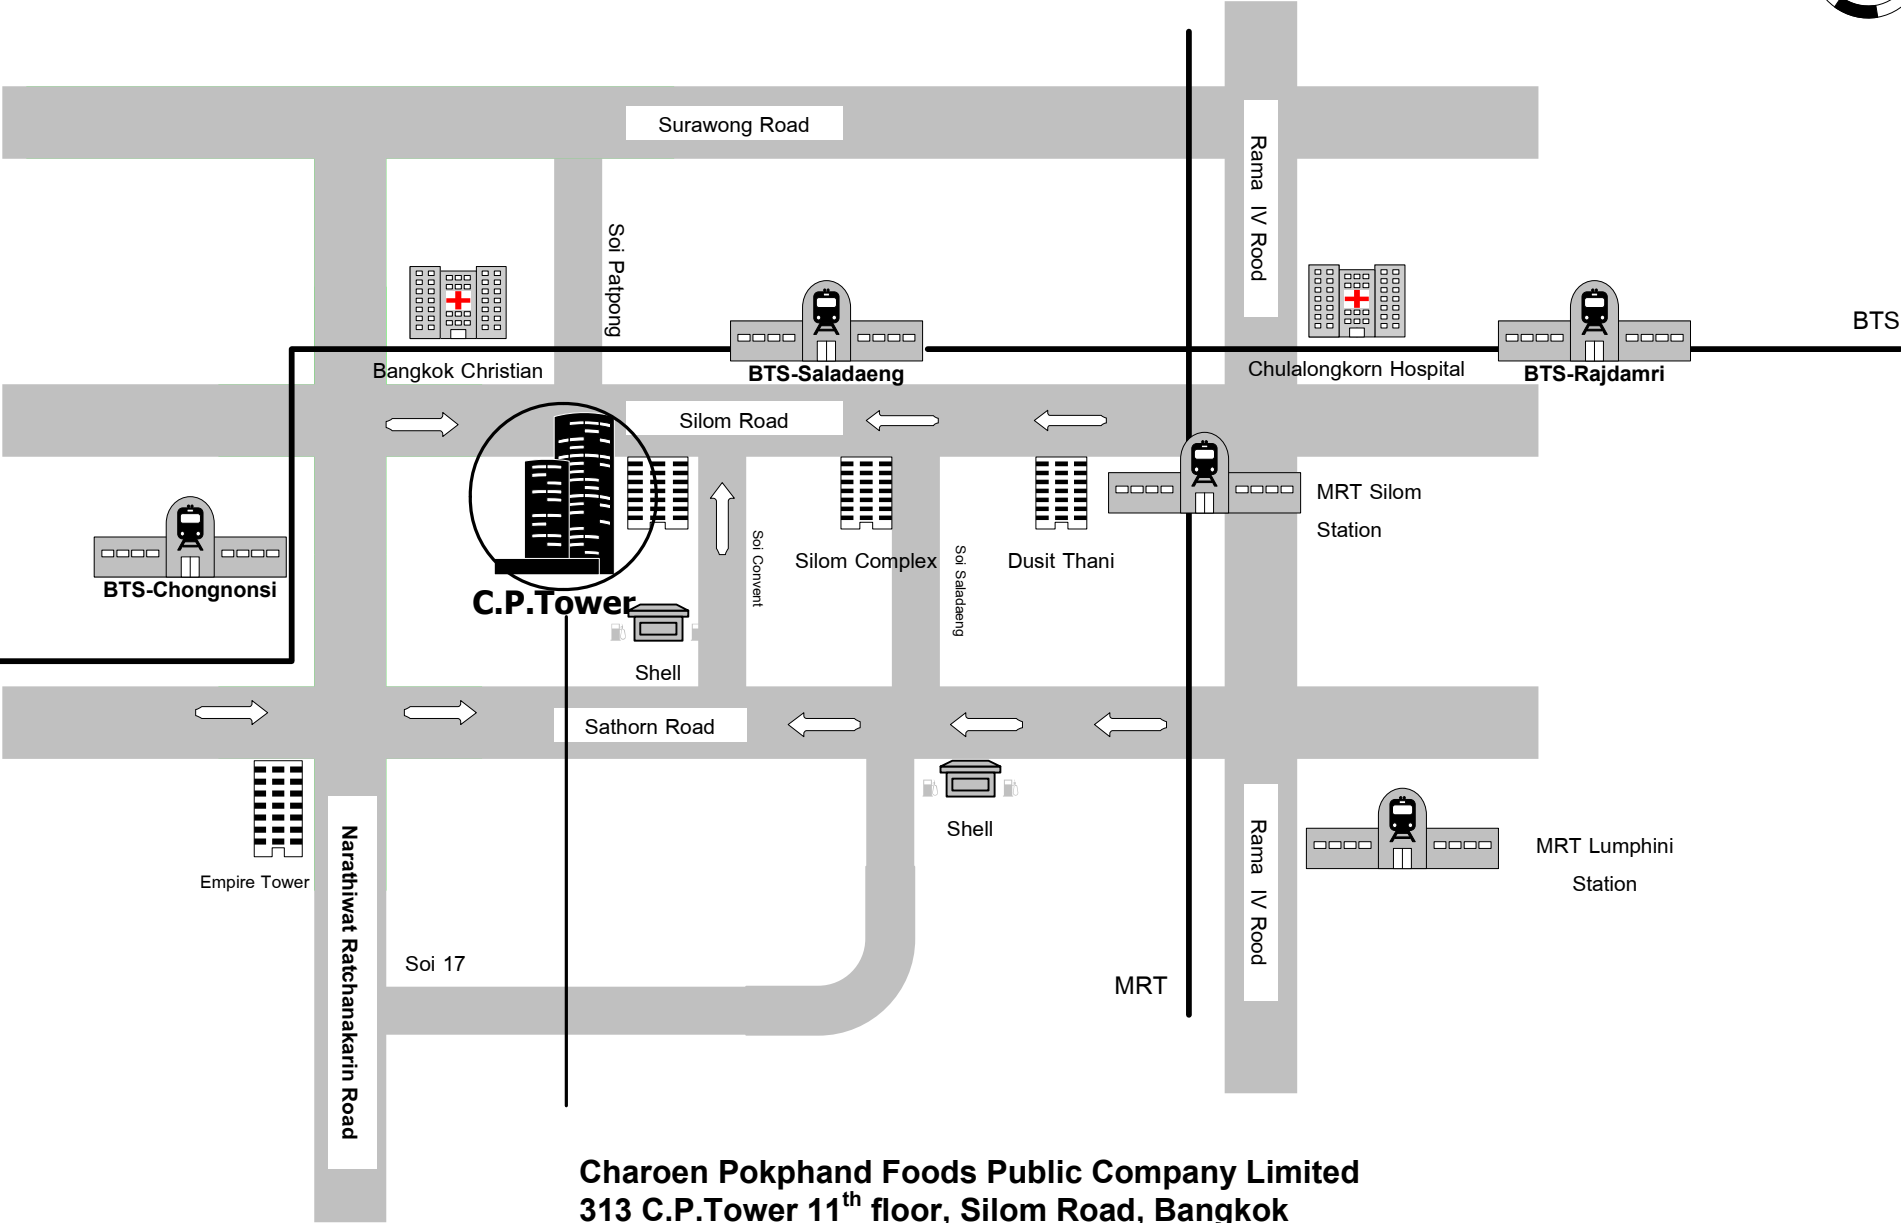 Surawong Road
Rama IV Rood
Soi Patpong
BTS
Bangkok Christian
BTS-Saladaeng
Chulalongkorn Hospital
BTS-Rajdamri
Silom Road
MRT Silom
Station
Soi Convent
Silom Complex
Soi Saladaeng
Dusit Thani
BTS-Chongnonsi
C.P.Tower
Shell
Sathorn Road
Shell
Empire Tower
Narathiwat Ratchanakarin Road
Rama IV Rood
MRT Lumphini
Station
Soi 17
MRT
Charoen Pokphand Foods Public Company Limited
313 C.P.Tower 11th floor, Silom Road, Bangkok